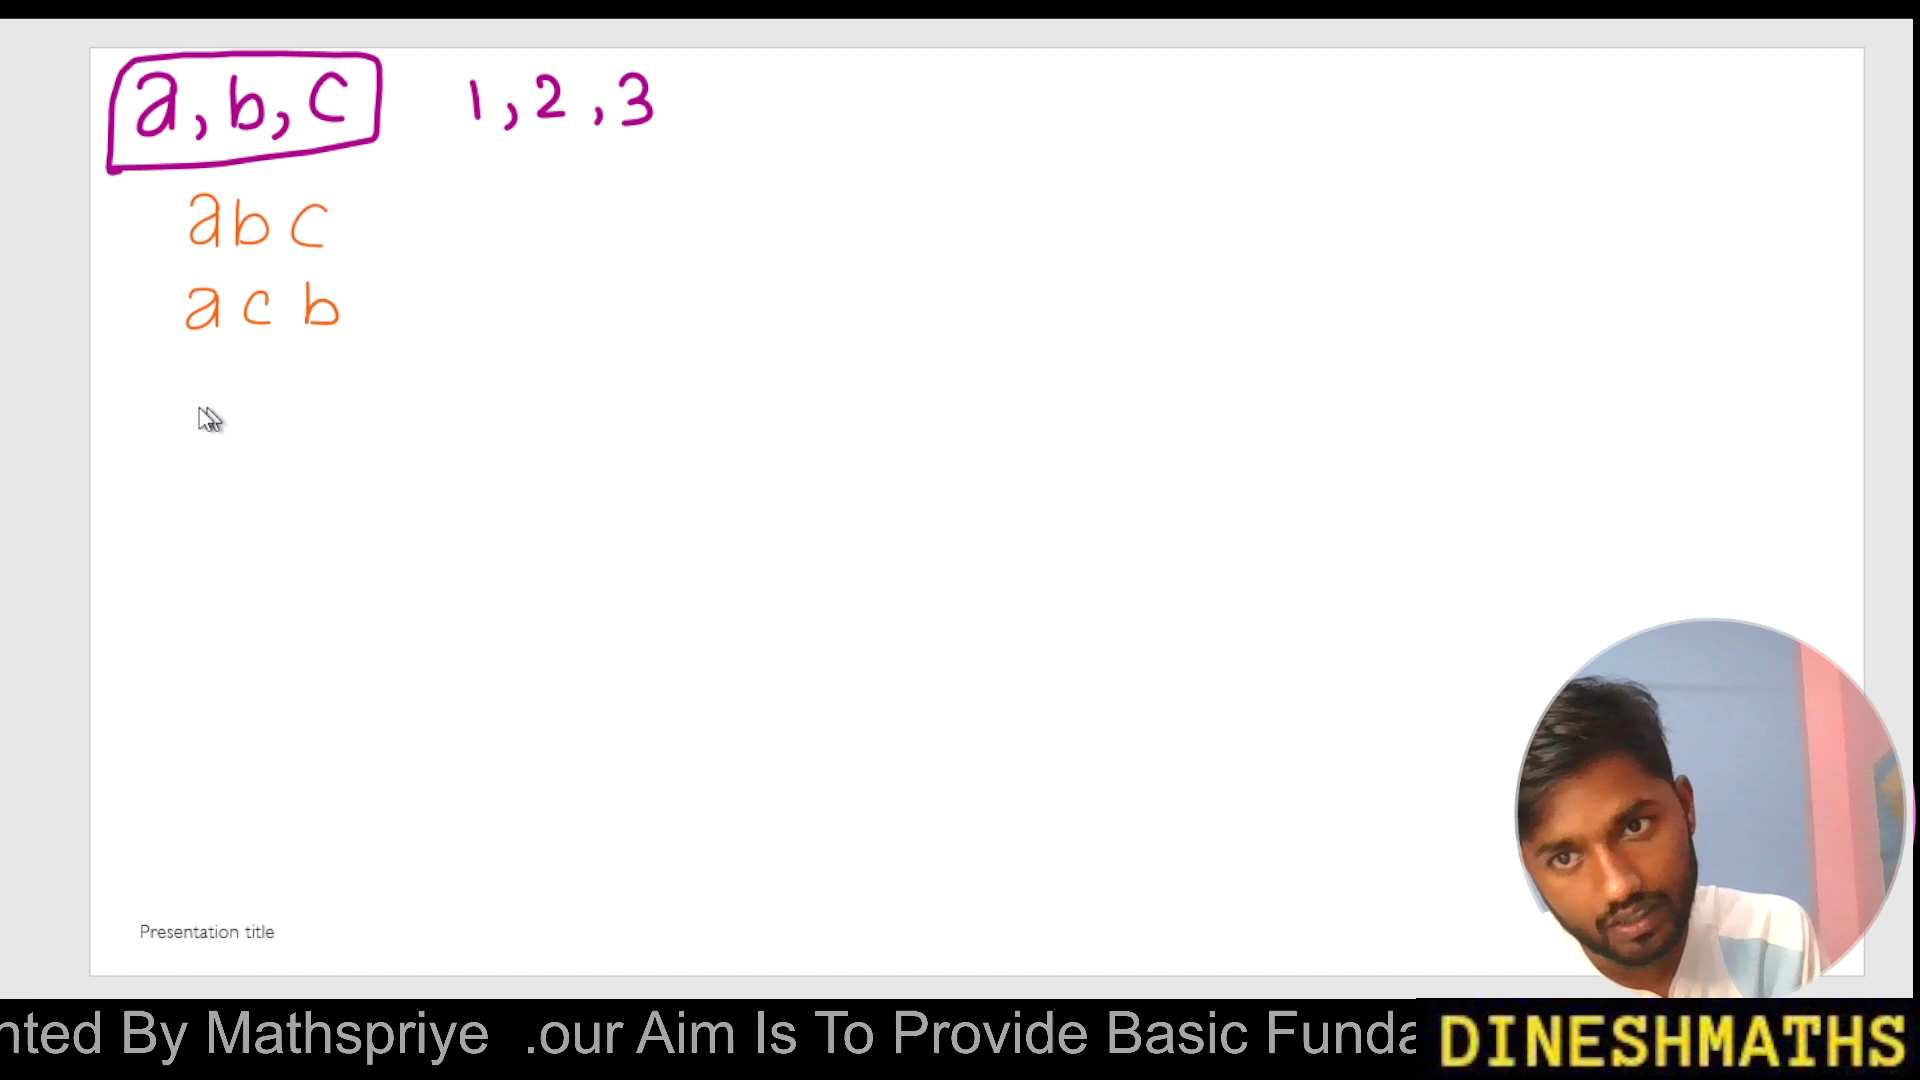 a, b, c 1, 2, 3
a b c
a c b
Presentation title
nted By Mathspriye .our Aim Is To Provide Basic Funda
DINESHMATHS